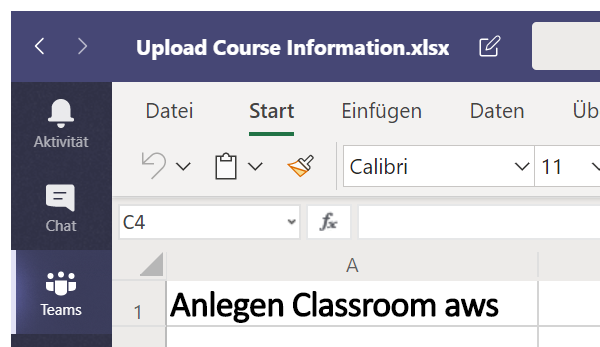 Upload Course Information.xlsx
Datei Start Einfügen Daten Üb
Aktivität
Calibri 11
Chat
C4 fx
A
Teams
1 Anlegen Classroom aws